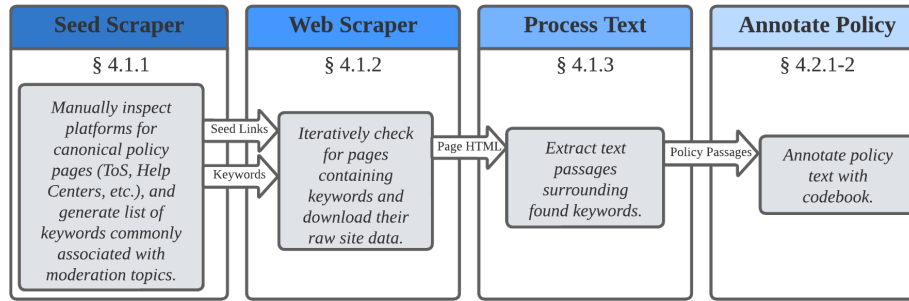 Seed Scraper
§ 4.1.1
Manually inspect
platforms for
canonical policy
pages (ToS, Help
Centers, etc.), and
generate list of
keywords commonly
associated with
moderation topics.
Seed Links
Keywords
Web Scraper
§ 4.1.2
Iteratively check
for pages
containing
keywords and
download their
raw site data.
Page HTML
Process Text
§ 4.1.3
Extract text
passages
surrounding
found keywords.
Policy Passages
Annotate Policy
§ 4.2.1-2
Annotate policy
text with
codebook.